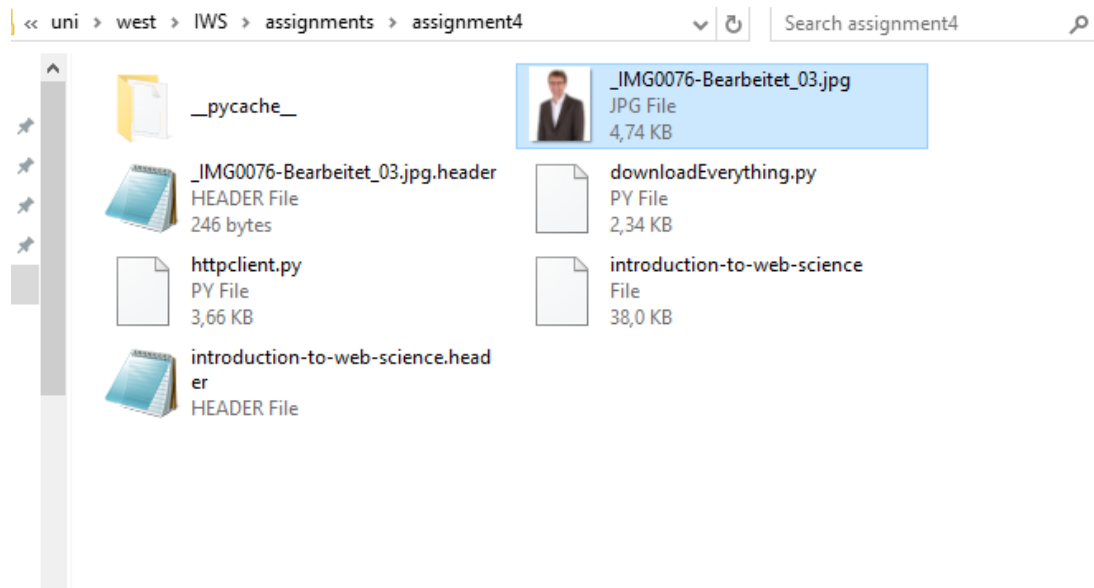 « uni > west > IWS > assignments > assignment4
Search assignment4
__pycache__
_IMG0076-Bearbeitet_03.jpg
JPG File
4,74 KB
_IMG0076-Bearbeitet_03.jpg.header
HEADER File
246 bytes
downloadEverything.py
PY File
2,34 KB
httpclient.py
PY File
3,66 KB
introduction-to-web-science
File
38,0 KB
introduction-to-web-science.head
er
HEADER File